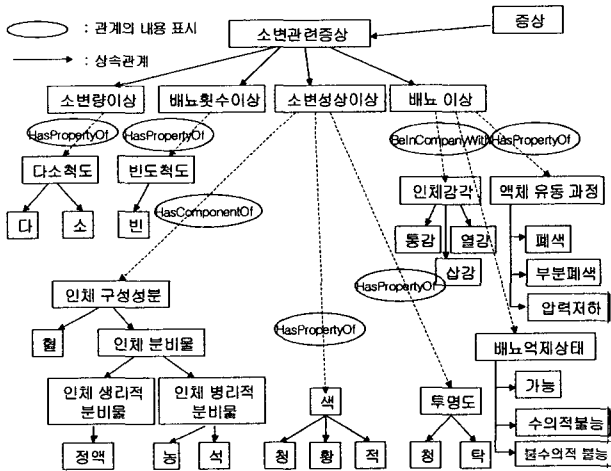 : 관계의 내용 표시
: 상속관계
증상
소변관련증상
소변량이상
배뇨횟수이상
소변성상이상
배뇨 이상
HasPropertyOf
HasPropertyOf
BeInCompanyWith
HasPropertyOf
다소척도
빈도척도
인체감각
액체 유동 과정
다
소
빈
HasComponentOf
통감
열감
삽감
폐색
부분폐색
압력저하
HasPropertyOf
인체 구성성분
HasPropertyOf
혈
인체 분비물
배뇨억제상태
인체 생리적
분비물
인체 병리적
분비물
색
투명도
가능
수의적불능
불수의적 불능
정액
농
석
청
황
적
청
탁